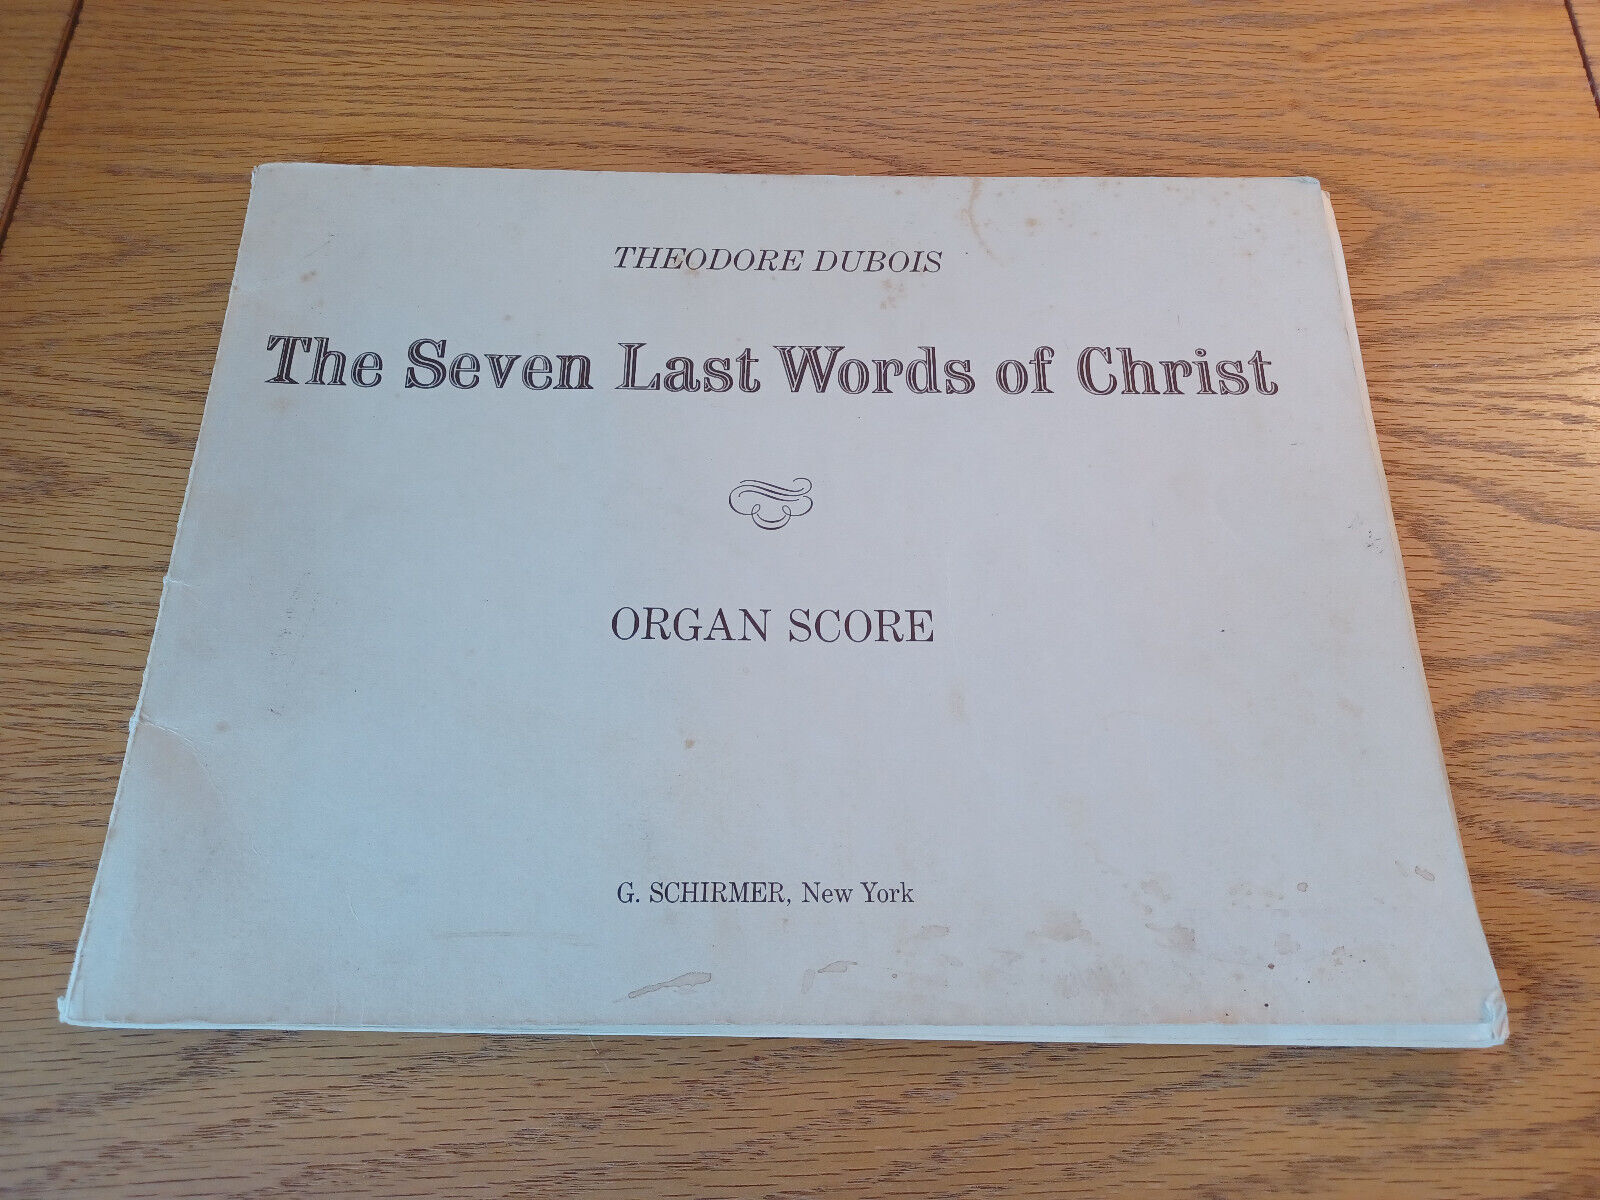 THEODORE DUBOIS
The Seven Last Words of Christ
ORGAN SCORE
G. SCHIRMER, New York